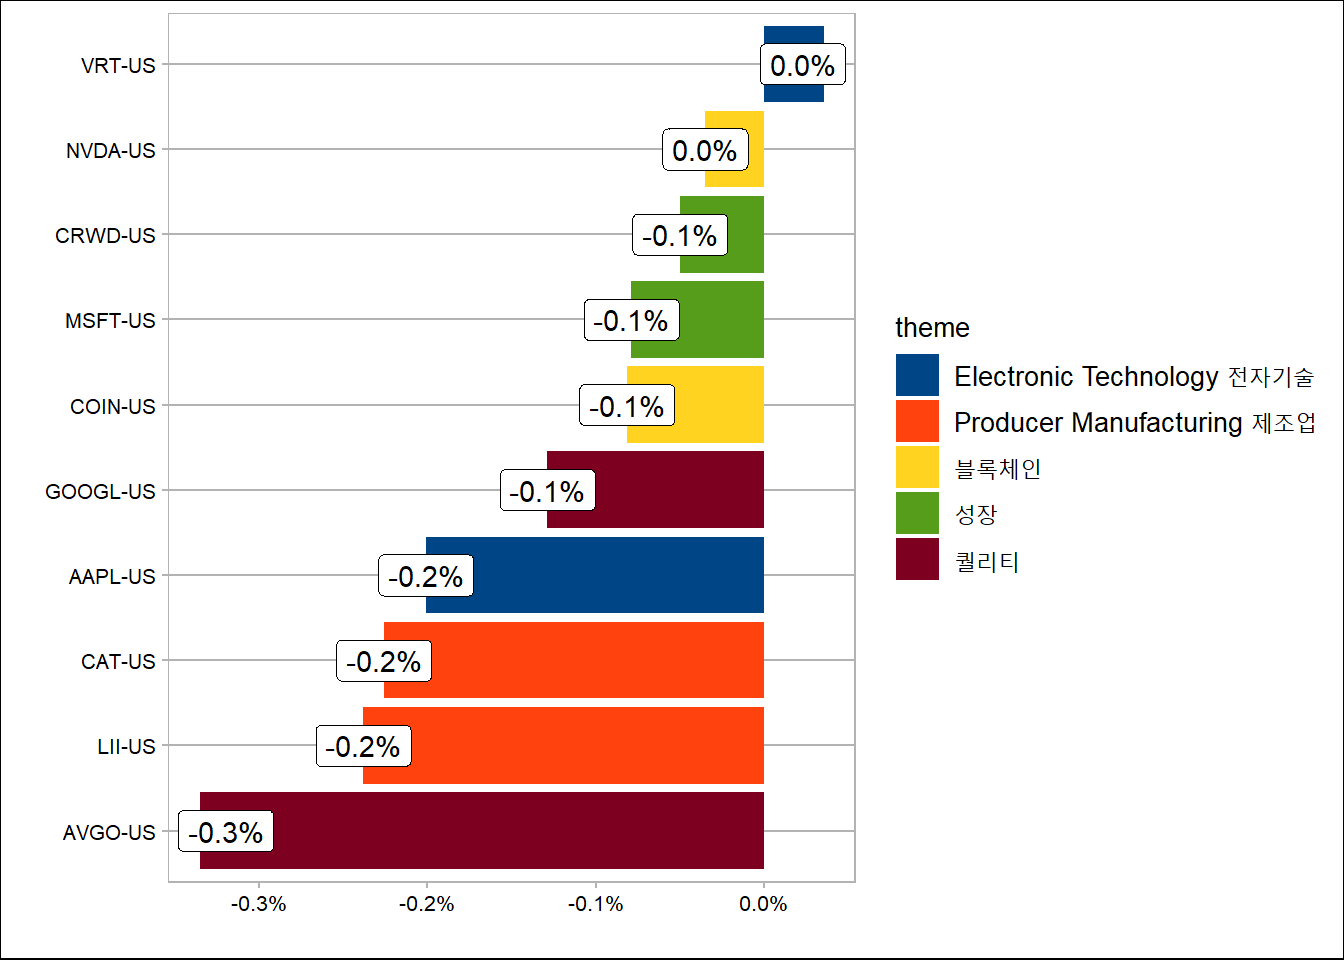 VRT-US
0.0%
NVDA-US
0.0%
CRWD-US
-0.1%
MSFT-US
-0.1%
COIN-US
-0.1%
GOOGL-US
-0.1%
AAPL-US
-0.2%
CAT-US
-0.2%
LII-US
-0.2%
AVGO-US
-0.3%
-0.3%
-0.2%
-0.1%
0.0%
theme
Electronic Technology 전자기술
Producer Manufacturing 제조업
블록체인
성장
퀄리티